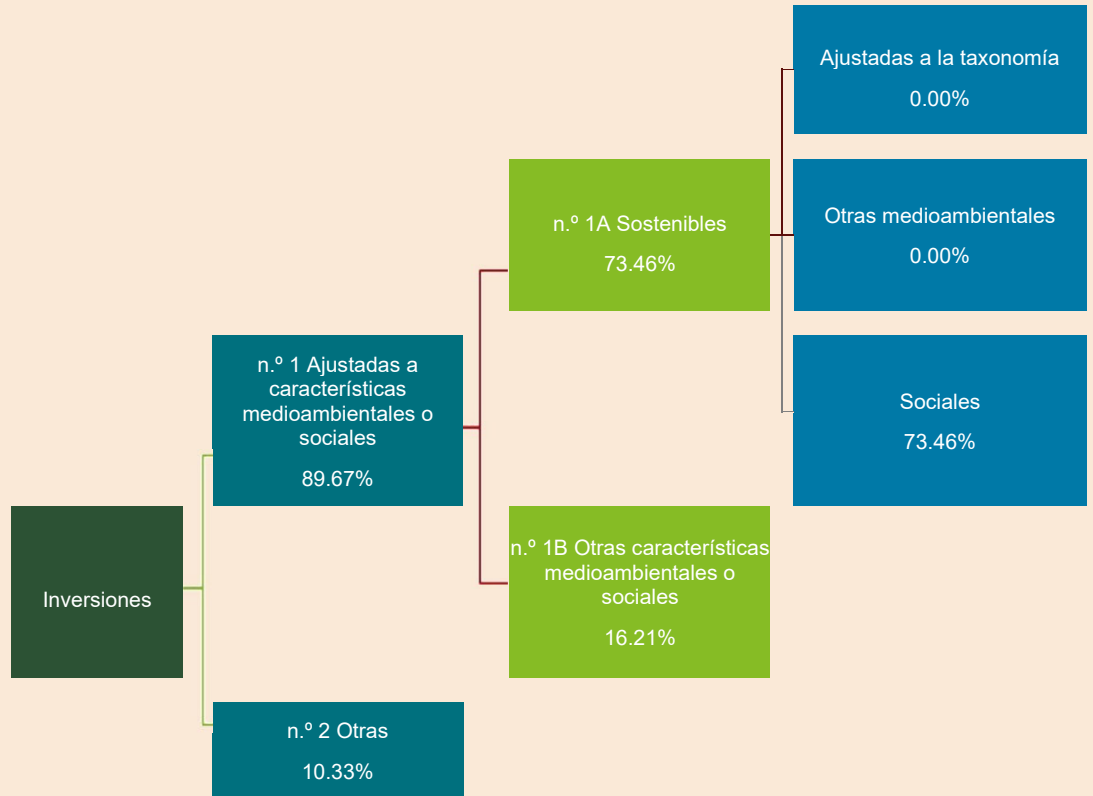 Ajustadas a la taxonomía
0.00%
n.º 1A Sostenibles
73.46%
Otras medioambientales
0.00%
n.º 1 Ajustadas a
características
medioambientales o
sociales
89.67%
Sociales
73.46%
Inversiones
n.º 1B Otras características
medioambientales o
sociales
16.21%
n.º 2 Otras
10.33%